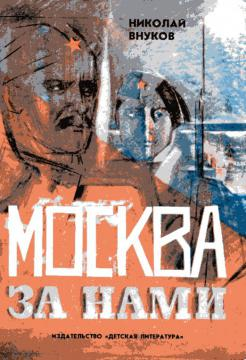 НИКОЛАЙ
ВНУКОВ
МОСКВА
ЗА НАМИ
ИЗДАТЕЛЬСТВО «ДЕТСКАЯ ЛИТЕРАТУРА»